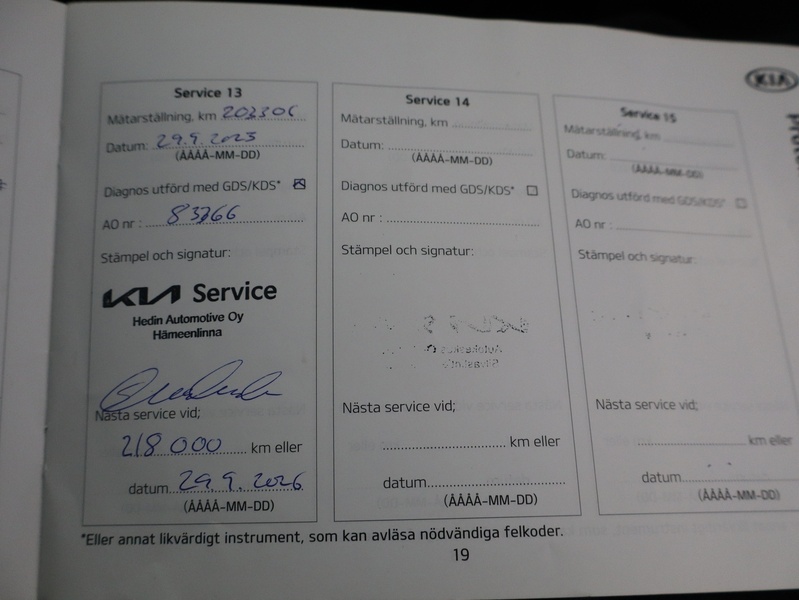 KIA
Service 13
Mätarställning, km 203306
Datum: 29.9.2025
(ÅÅÅÅ-MM-DD)
Diagnos utförd med GDS/KDS*
AO nr : 83766
Stämpel och signatur:
KIA Service
Hedin Automotive Oy
Hämeenlinna
Nästa service vid;
218000 km eller
datum 29.9.2026
(ÅÅÅÅ-MM-DD)
Service 14
Mätarställning, km
Datum:
(ÅÅÅÅ-MM-DD)
Diagnos utförd med GDS/KDS*
AO nr :
Stämpel och signatur:
Nästa service vid;
km eller
datum
(ÅÅÅÅ-MM-DD)
Service 15
Mätarställning, km
Datum:
(ÅÅÅÅ-MM-DD)
Diagnos utförd med GDS/KDS*
AO nr :
Stämpel och signatur:
Nästa service vid;
km eller
datum
(ÅÅÅÅ-MM-DD)
*Eller annat likvärdigt instrument, som kan avläsa nödvändiga felkoder.
19